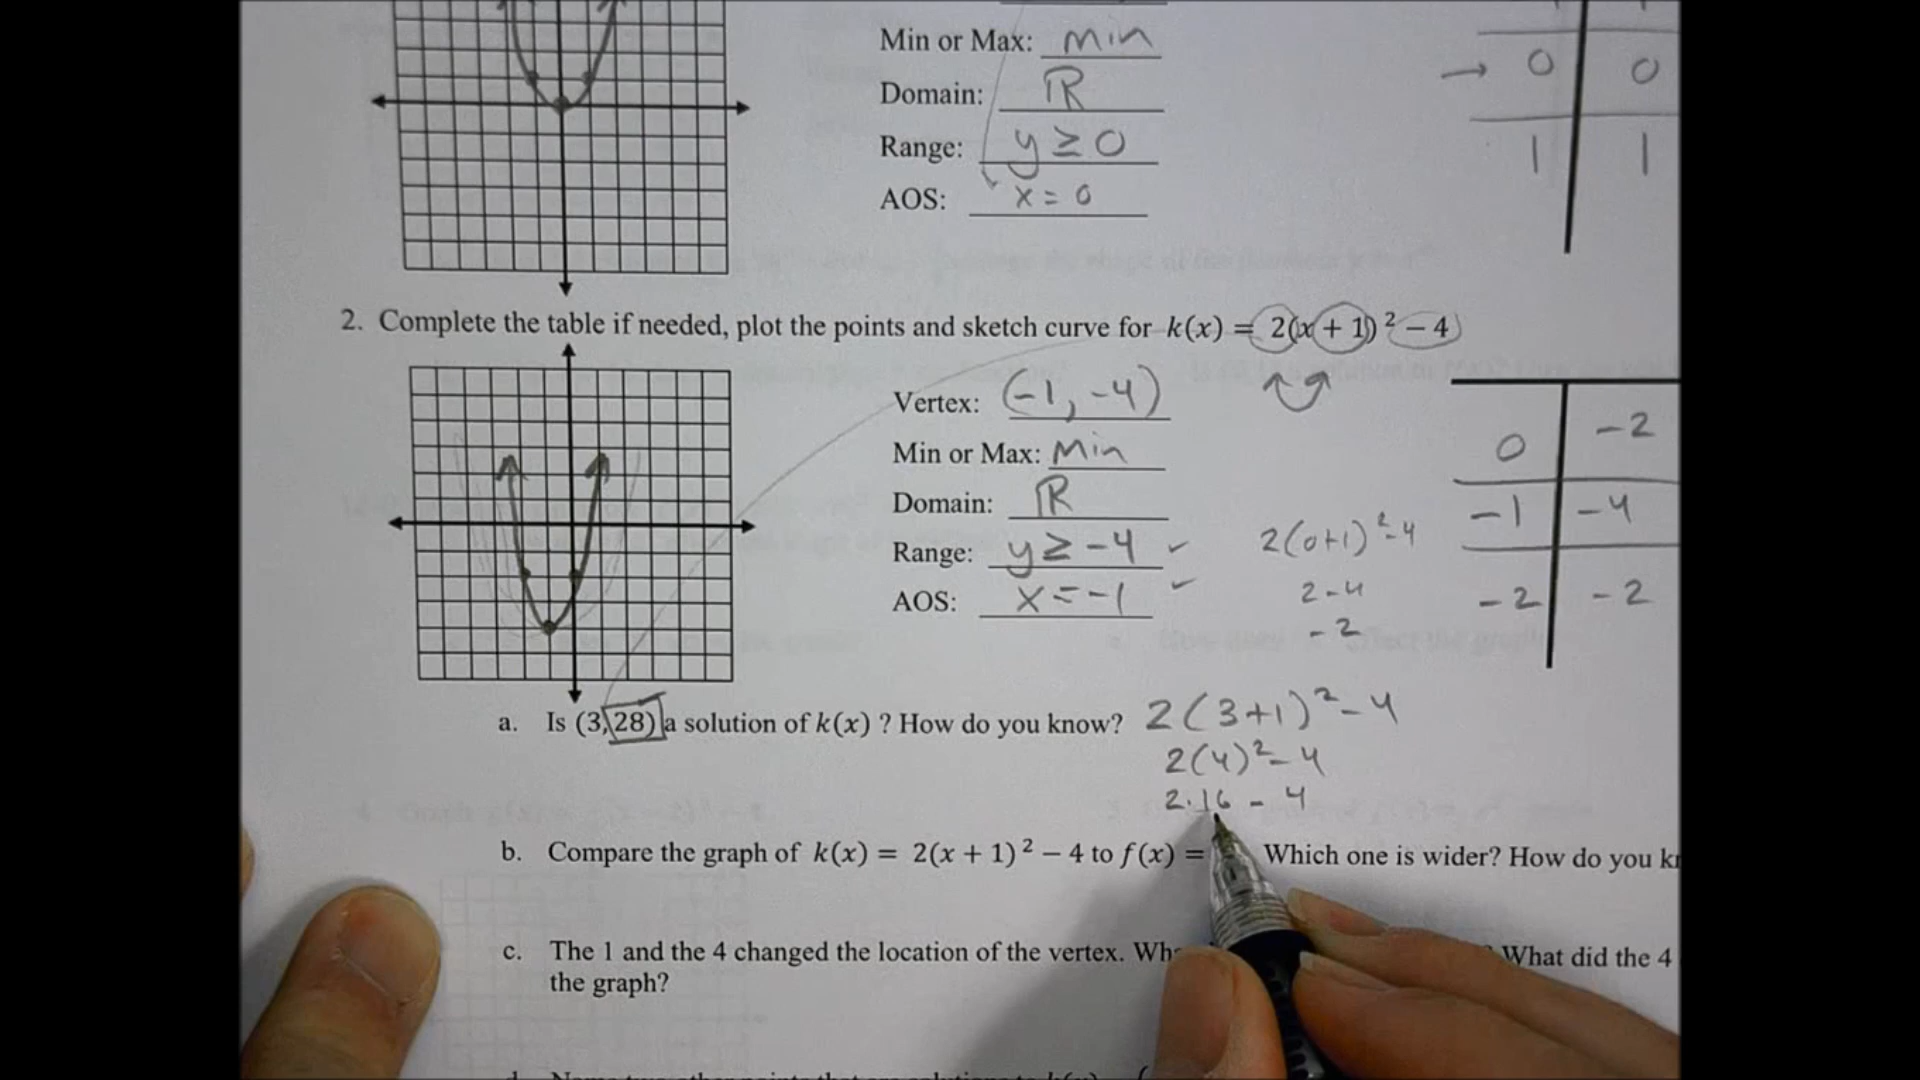 Min or Max: Min
Domain: ℝ
Range: y ≥ 0
AOS: x = 0
→ 0 0
1 1
2. Complete the table if needed, plot the points and sketch curve for k(x) = 2(x + 1)² − 4
Vertex: (-1, -4)
Min or Max: Min
Domain: ℝ
Range: y ≥ -4 ✓
AOS: x = -1 ✓
2(0+1)² - 4
2 - 4
- 2
0 -2
-1 -4
-2 -2
a. Is (3, 28) a solution of k(x) ? How do you know? 2(3+1)² - 4
2(4)² - 4
2·16 - 4
b. Compare the graph of k(x) = 2(x + 1)² − 4 to f(x) = Which one is wider? How do you
c. The 1 and the 4 changed the location of the vertex. What did the 4
the graph?